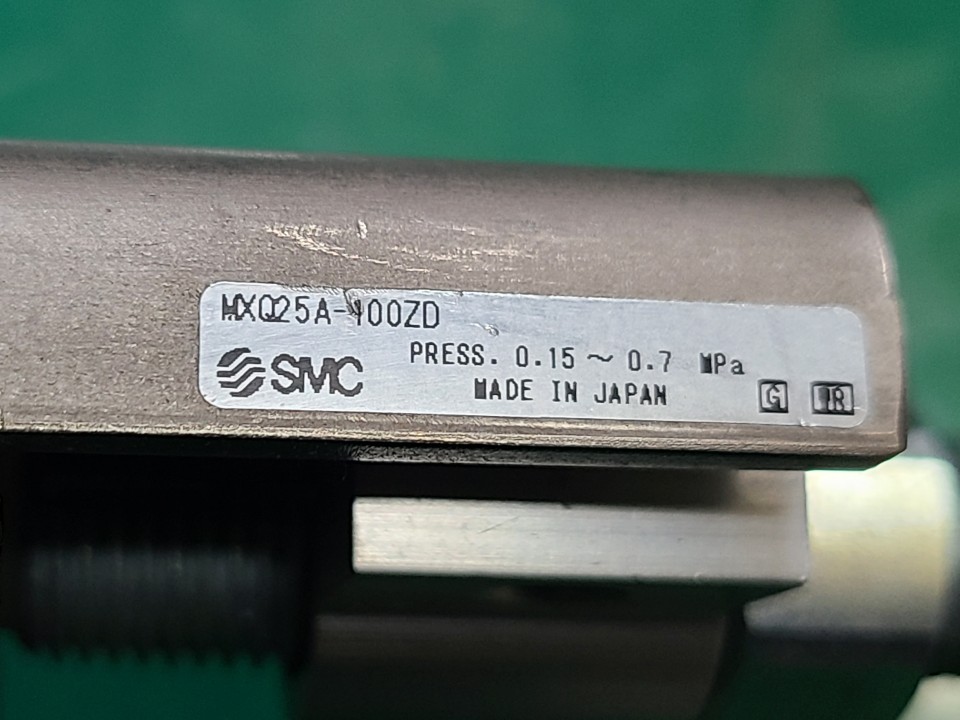 MXQ25A-100ZD
SMC
PRESS. 0.15 ~ 0.7 MPa
MADE IN JAPAN
G